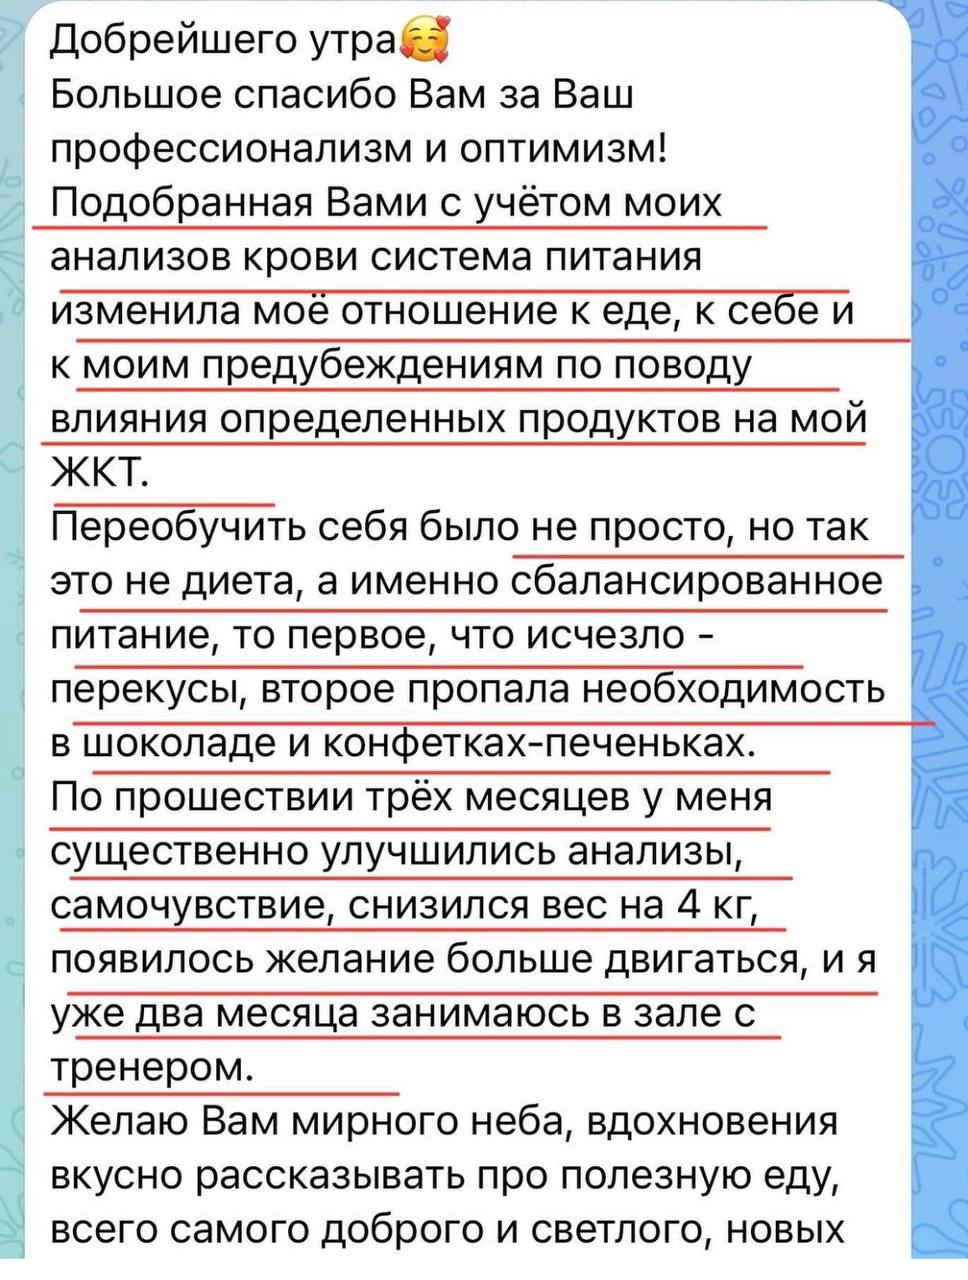 Добрейшего утра🥰
Большое спасибо Вам за Ваш
профессионализм и оптимизм!
Подобранная Вами с учётом моих
анализов крови система питания
изменила моё отношение к еде, к себе и
к моим предубеждениям по поводу
влияния определенных продуктов на мой
ЖКТ.
Переобучить себя было не просто, но так
это не диета, а именно сбалансированное
питание, то первое, что исчезло -
перекусы, второе пропала необходимость
в шоколаде и конфетках-печеньках.
По прошествии трёх месяцев у меня
существенно улучшились анализы,
самочувствие, снизился вес на 4 кг,
появилось желание больше двигаться, и я
уже два месяца занимаюсь в зале с
тренером.
Желаю Вам мирного неба, вдохновения
вкусно рассказывать про полезную еду,
всего самого доброго и светлого, новых